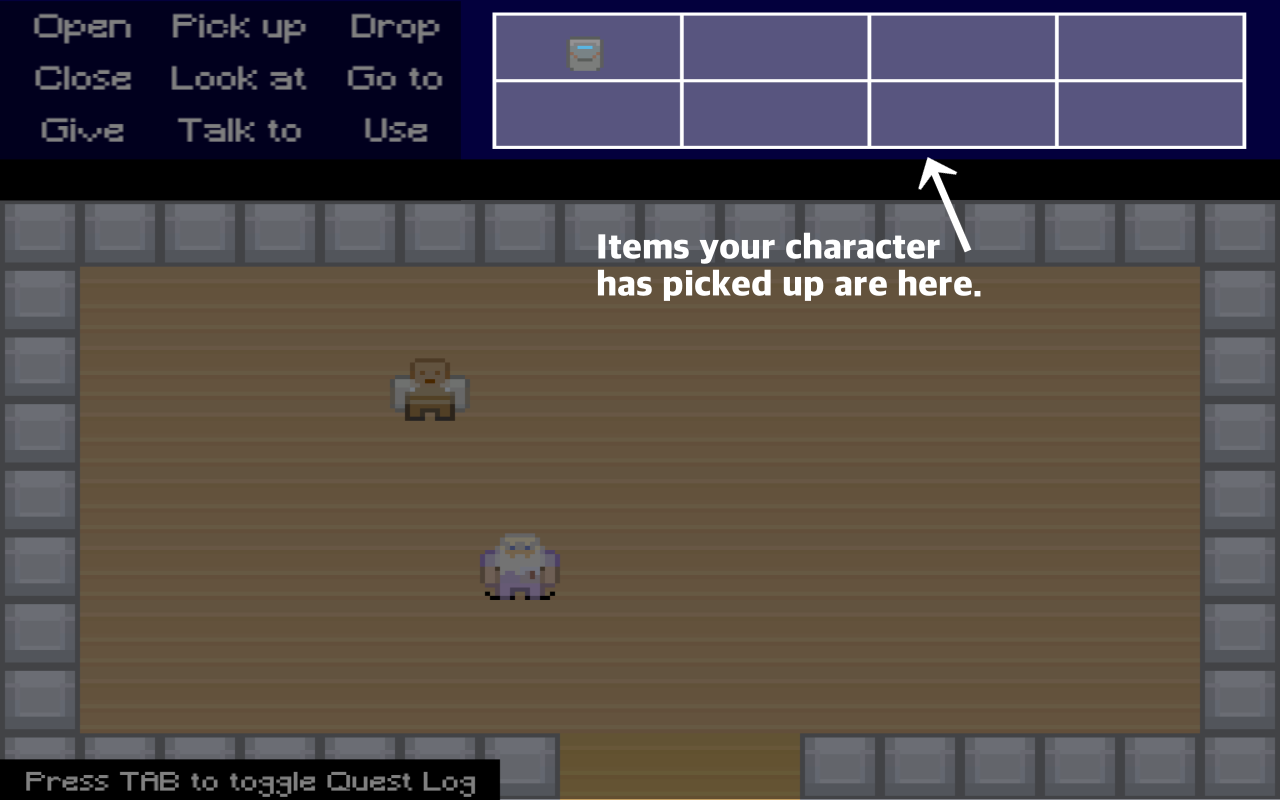 Open Pick up Drop
Close Look at Go to
Give Talk to Use
Items your character
has picked up are here.
Press TAB to toggle Quest Log